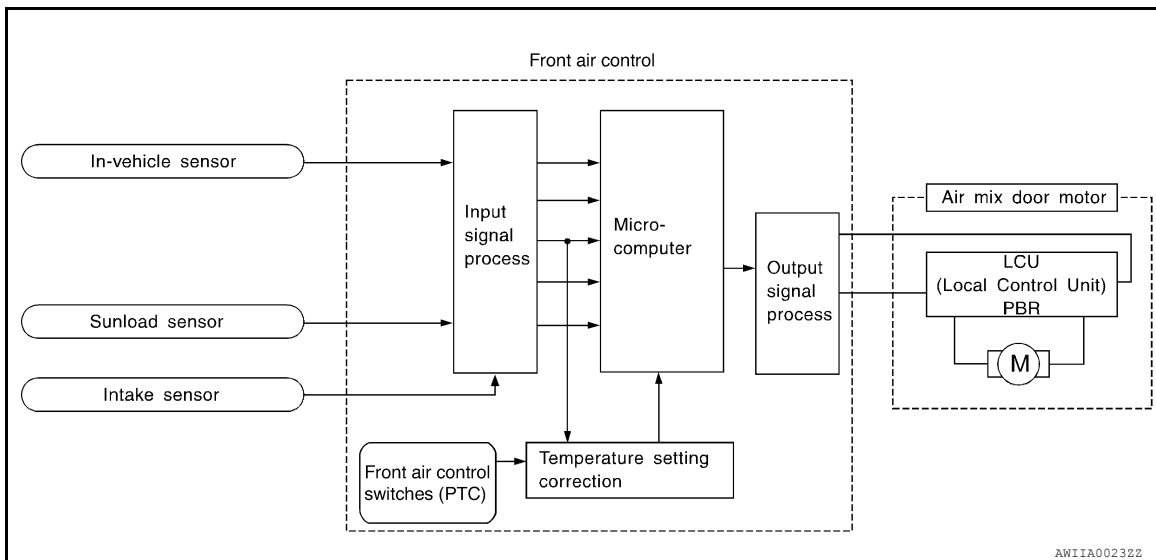 Front air control
In-vehicle sensor
Input
signal
process
Micro-
computer
Air mix door motor
Output
signal
process
LCU
(Local Control Unit)
PBR
M
Sunload sensor
Intake sensor
Front air control
switches (PTC)
Temperature setting
correction
AWIIA0023ZZ